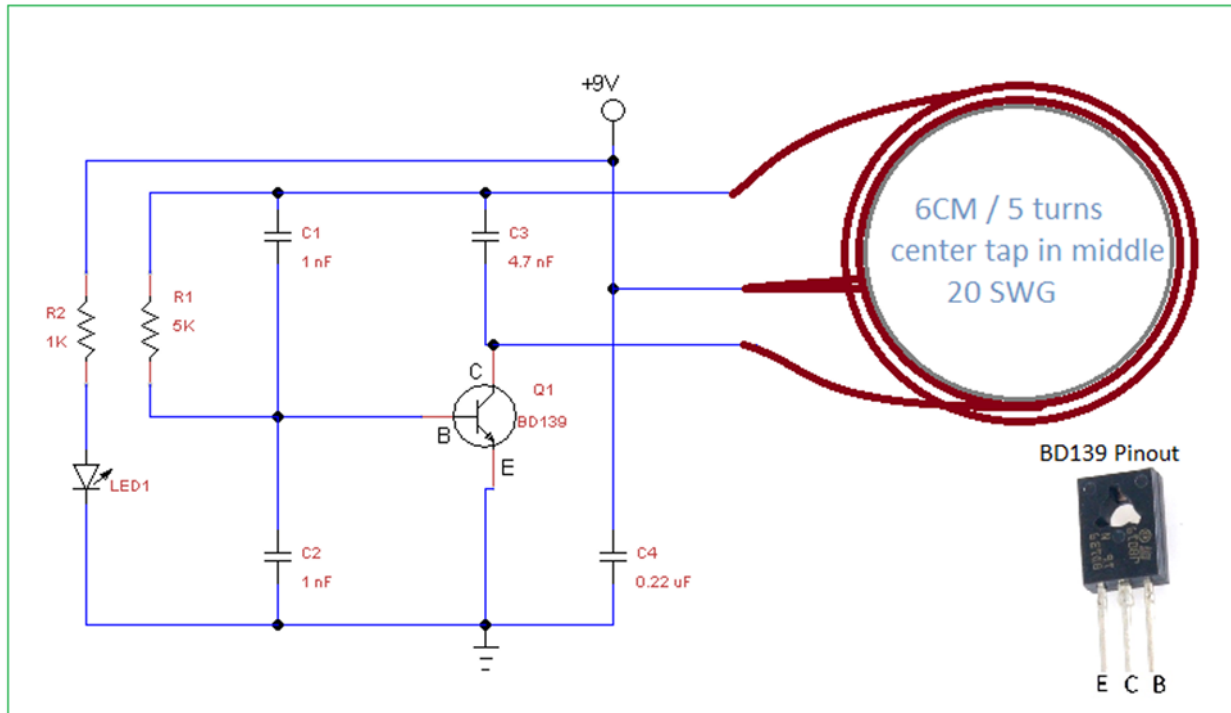 +9V
C1
1 nF
C3
4.7 nF
6CM / 5 turns
center tap in middle
20 SWG
R2
1K
R1
5K
C
Q1
BD139
B
E
LED1
BD139 Pinout
C2
1 nF
C4
0.22 uF
E C B